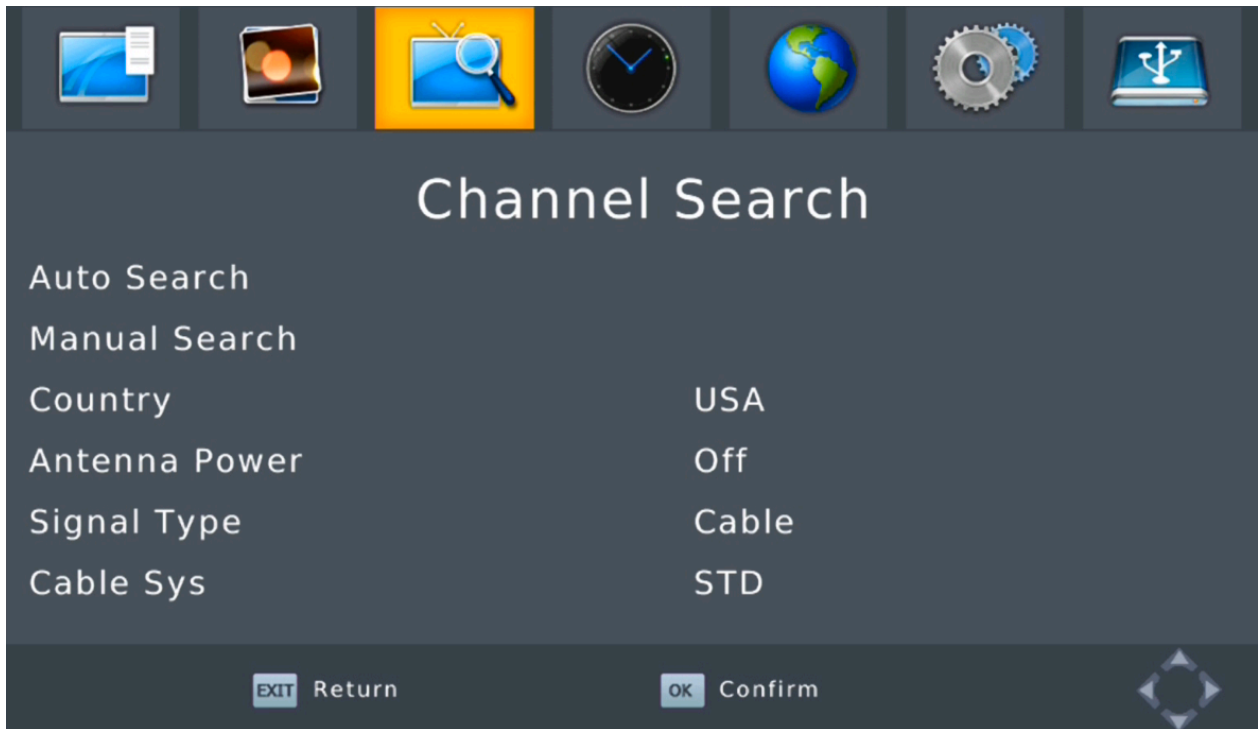 Channel Search
Auto Search
Manual Search
Country USA
Antenna Power Off
Signal Type Cable
Cable Sys STD
EXIT Return OK Confirm